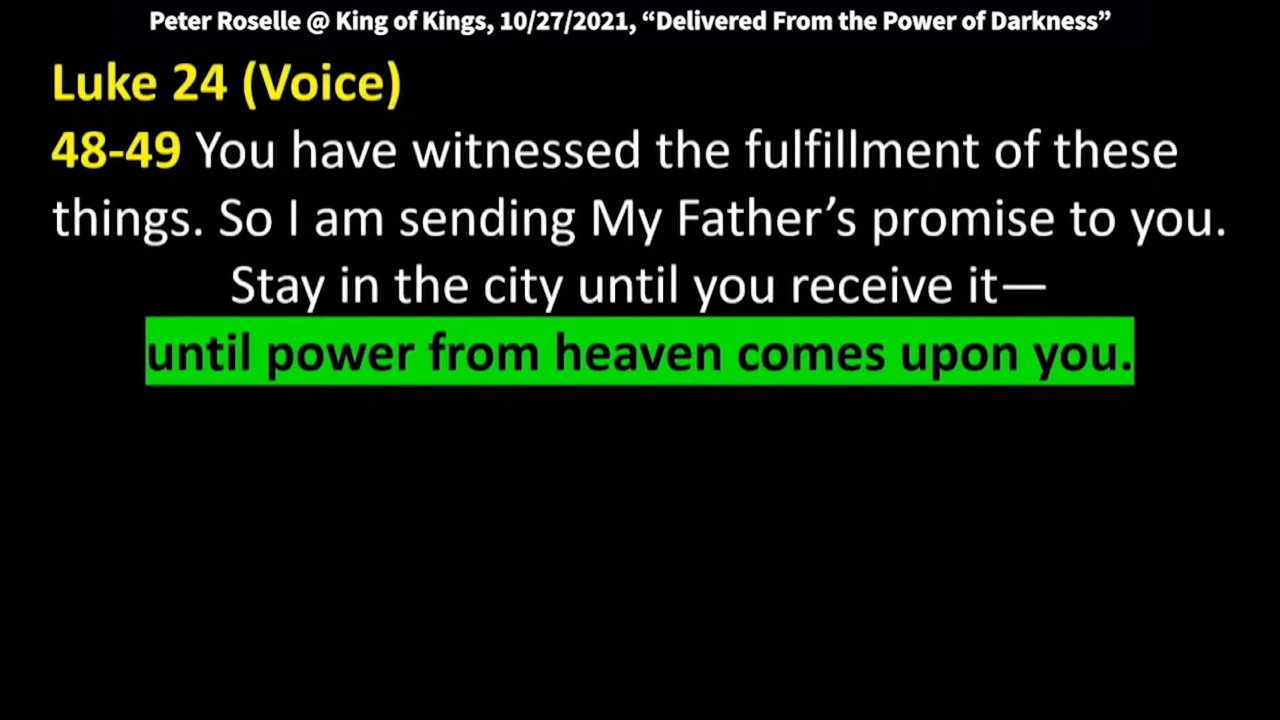 Peter Roselle @ King of Kings, 10/27/2021, “Delivered From the Power of Darkness”
Luke 24 (Voice)
48-49 You have witnessed the fulfillment of these
things. So I am sending My Father’s promise to you.
Stay in the city until you receive it—
until power from heaven comes upon you.